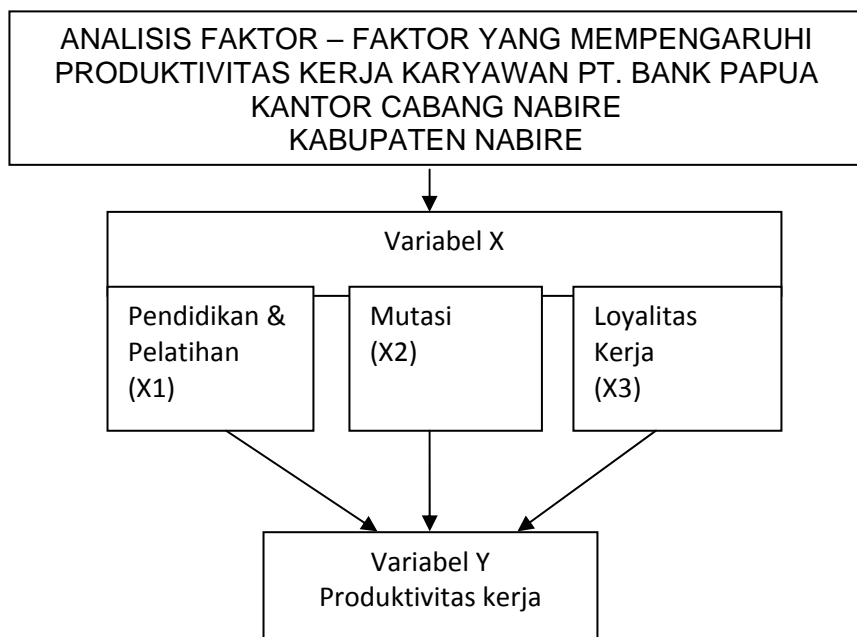 ANALISIS FAKTOR – FAKTOR YANG MEMPENGARUHI
PRODUKTIVITAS KERJA KARYAWAN PT. BANK PAPUA
KANTOR CABANG NABIRE
KABUPATEN NABIRE
Variabel X
Pendidikan &
Pelatihan
(X1)
Mutasi
(X2)
Loyalitas
Kerja
(X3)
Variabel Y
Produktivitas kerja